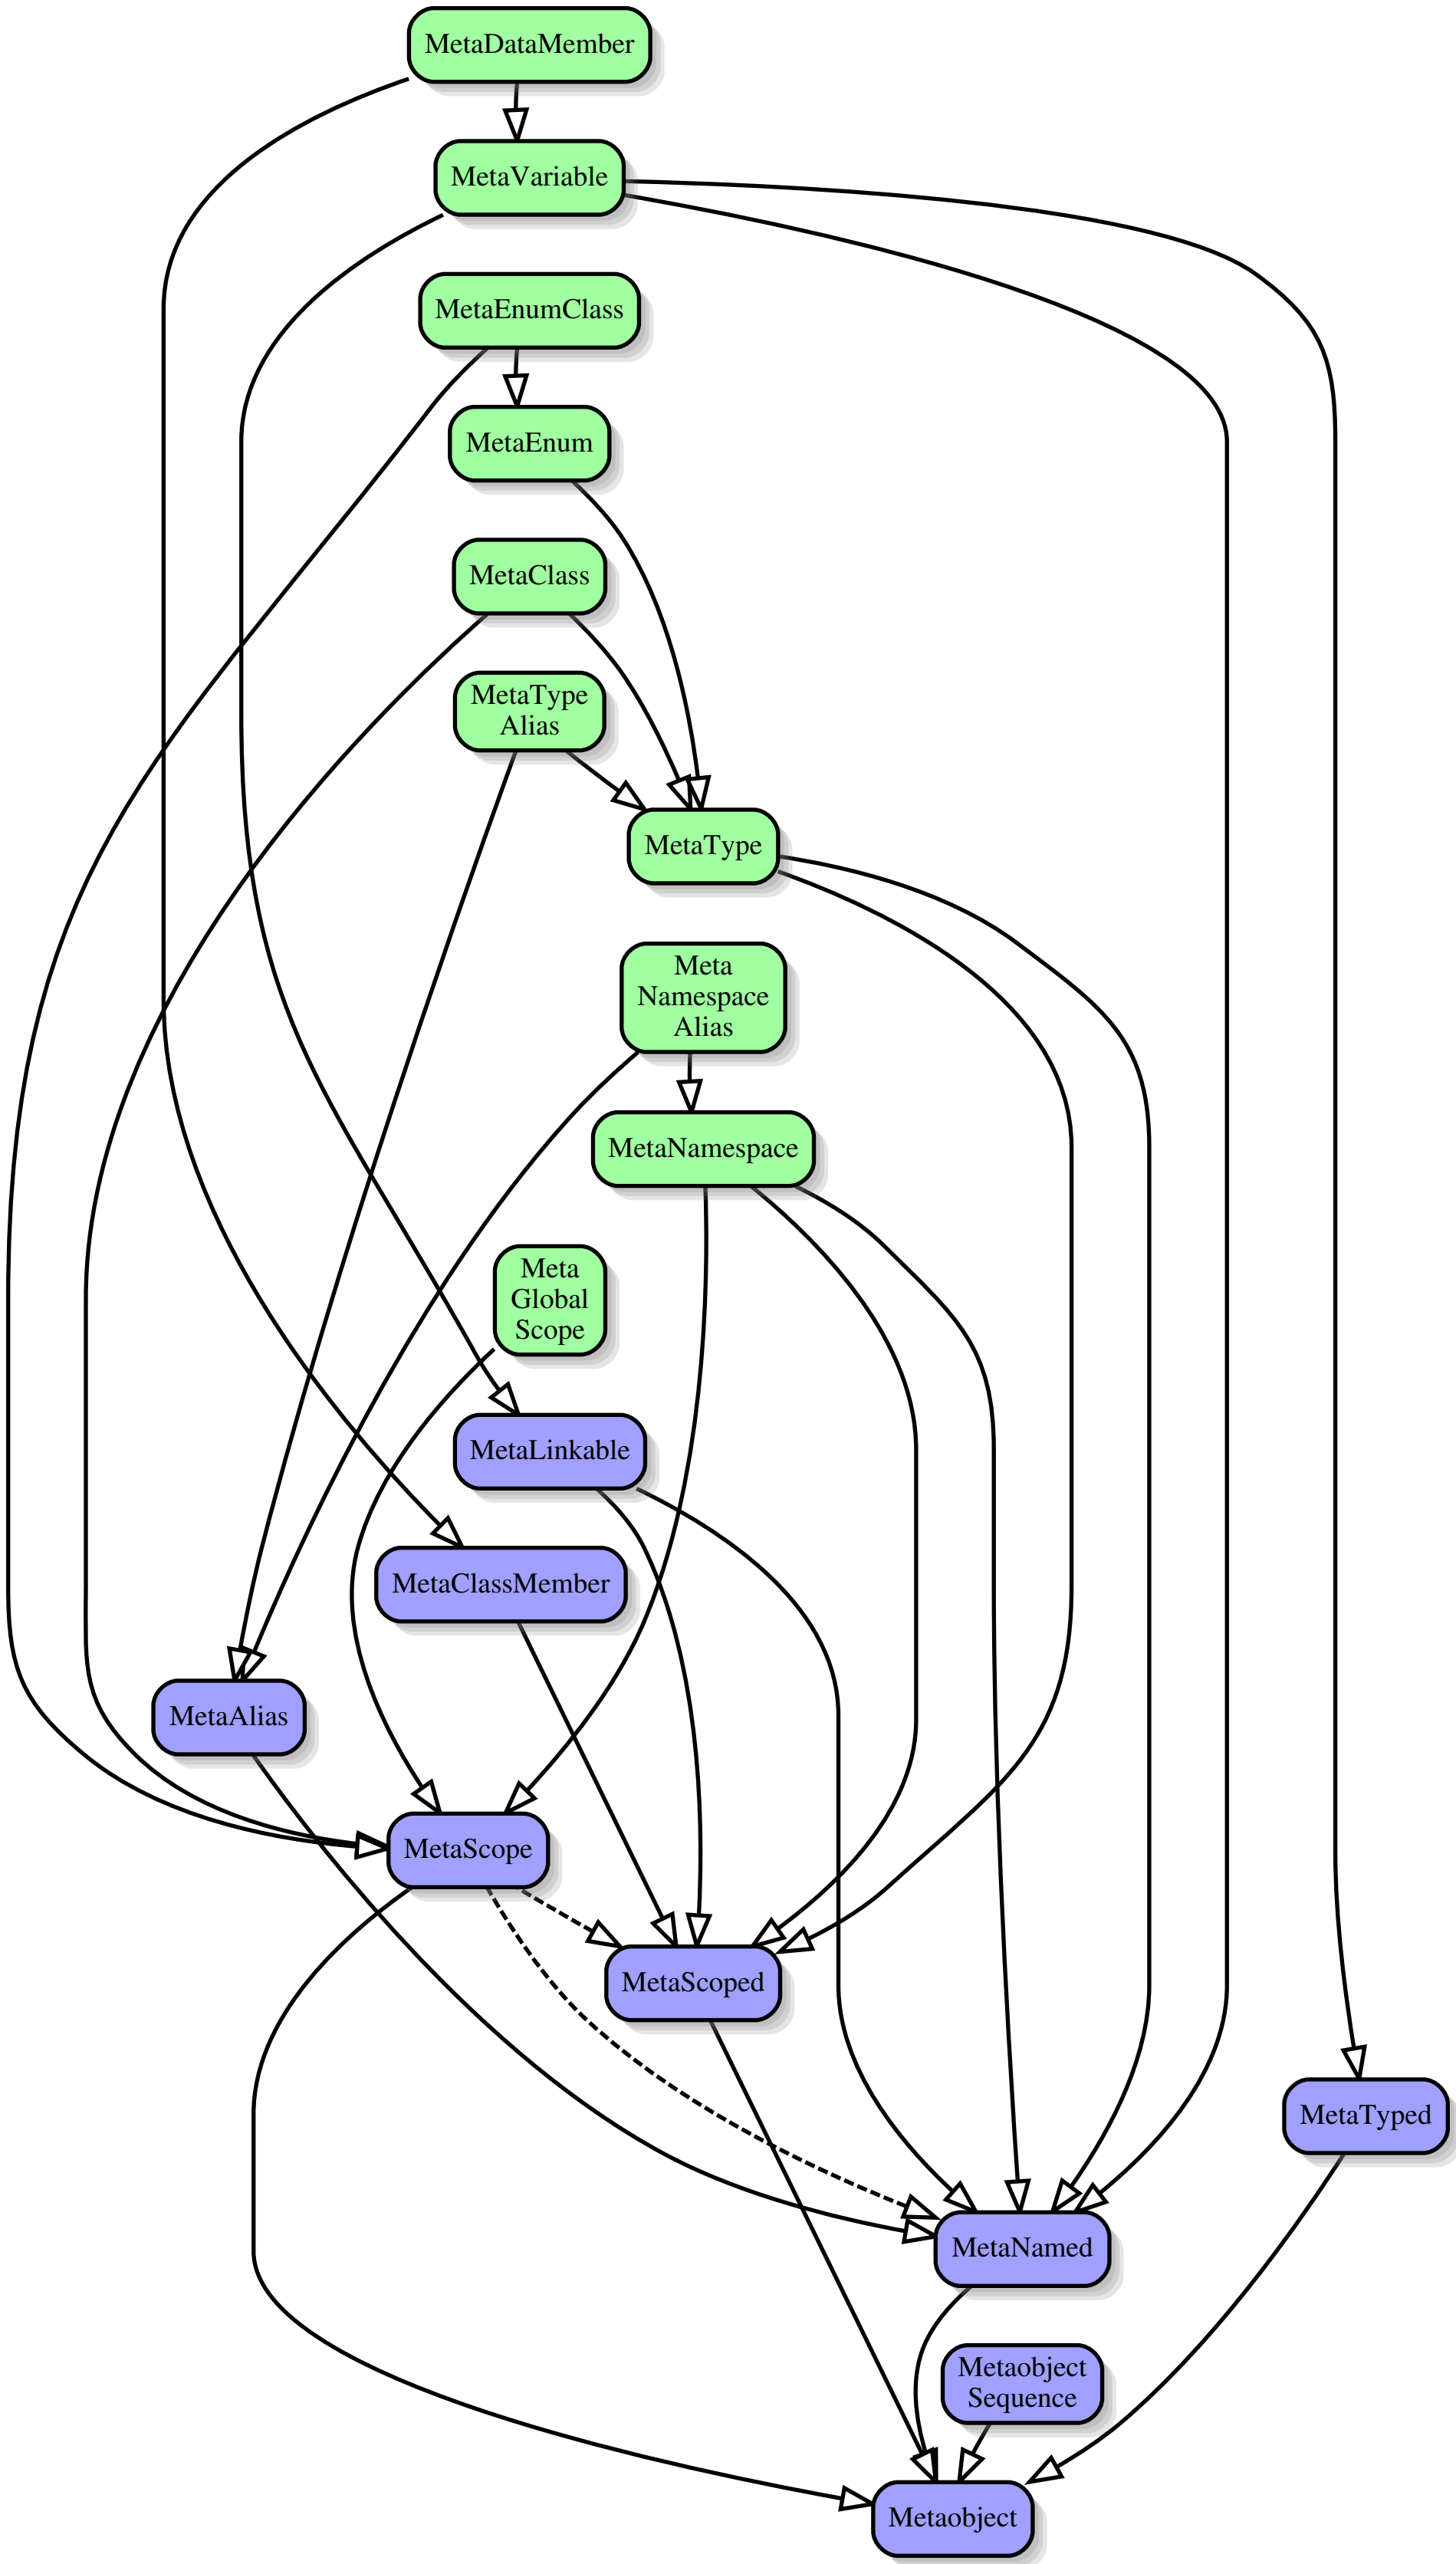 MetaDataMember
MetaVariable
MetaEnumClass
MetaEnum
MetaClass
MetaType
Alias
MetaType
Meta
Namespace
Alias
MetaNamespace
Meta
Global
Scope
MetaLinkable
MetaClassMember
MetaAlias
MetaScope
MetaScoped
MetaTyped
MetaNamed
Metaobject
Sequence
Metaobject